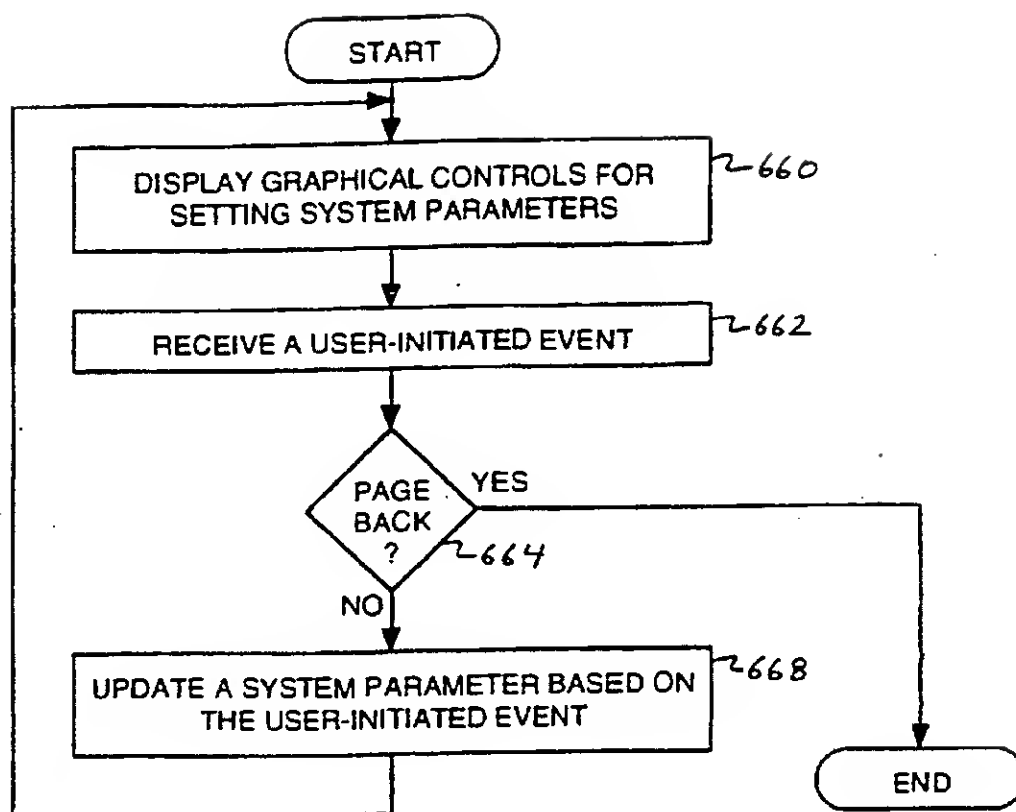 START
DISPLAY GRAPHICAL CONTROLS FOR
SETTING SYSTEM PARAMETERS
660
RECEIVE A USER-INITIATED EVENT
662
PAGE
BACK
?
YES
664
NO
UPDATE A SYSTEM PARAMETER BASED ON
THE USER-INITIATED EVENT
668
END